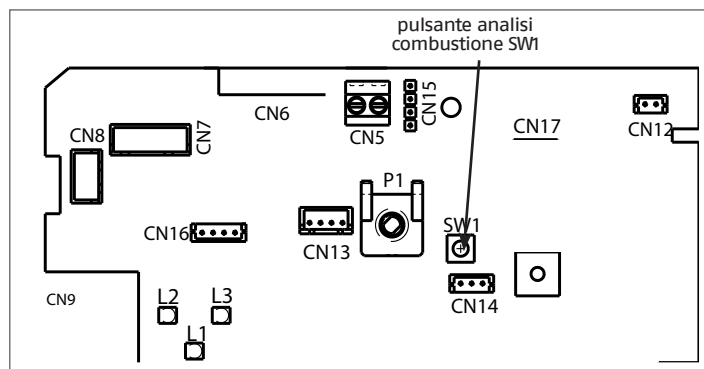 pulsante analisi
combustione SW1
CN6
CN5
CN15
CN17
CN12
CN8
CN7
P1
SW1
CN16
CN13
CN14
CN9
L2
L3
L1